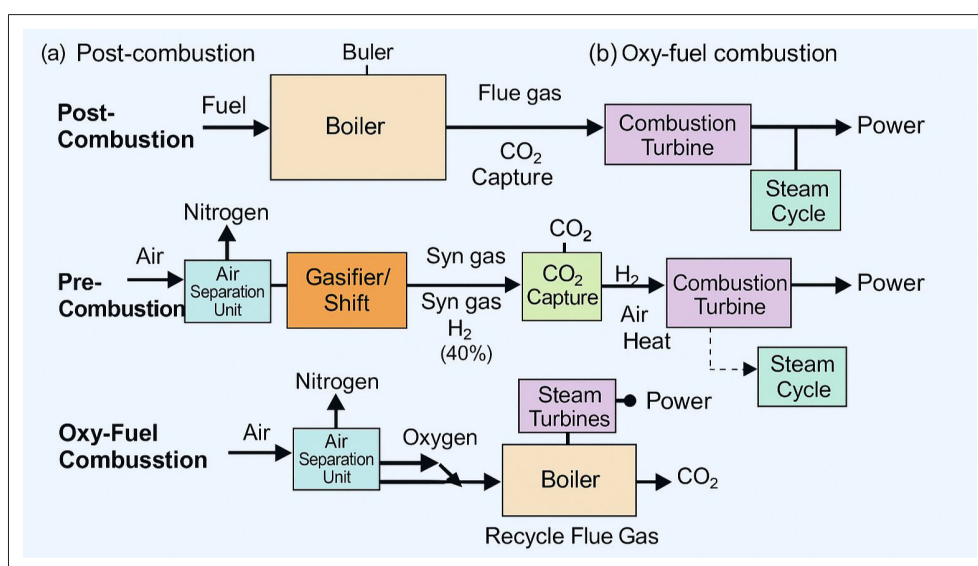 (a) Post-combustion
Buler
(b) Oxy-fuel combustion
Post-
Combustion
Fuel
Boiler
Flue gas
CO₂
Capture
Combustion
Turbine
Power
Steam
Cycle
Nitrogen
Pre-
Combustion
Air
Air
Separation
Unit
Gasifier/
Shift
Syn gas
Syn gas
H₂
(40%)
CO₂
CO₂
Capture
H₂
Air
Heat
Combustion
Turbine
Power
Steam
Cycle
Nitrogen
Oxy-Fuel
Combusstion
Air
Air
Separation
Unit
Oxygen
Steam
Turbines
Power
Boiler
CO₂
Recycle Flue Gas